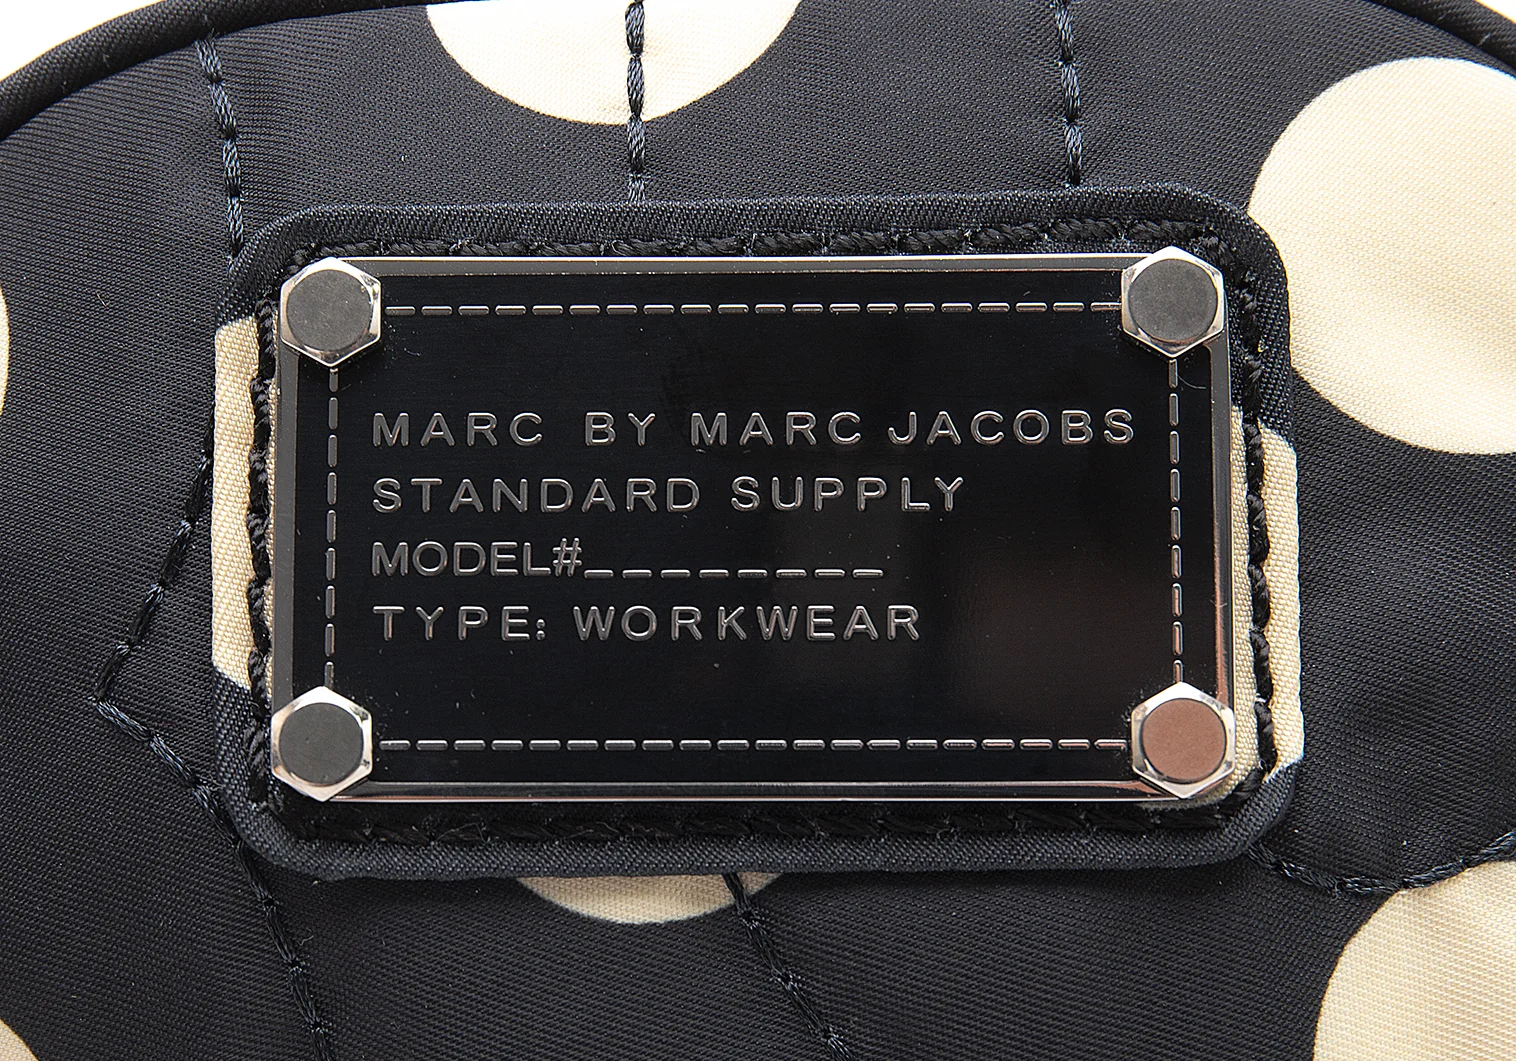 MARC BY MARC JACOBS
STANDARD SUPPLY
MODEL#________
TYPE: WORKWEAR